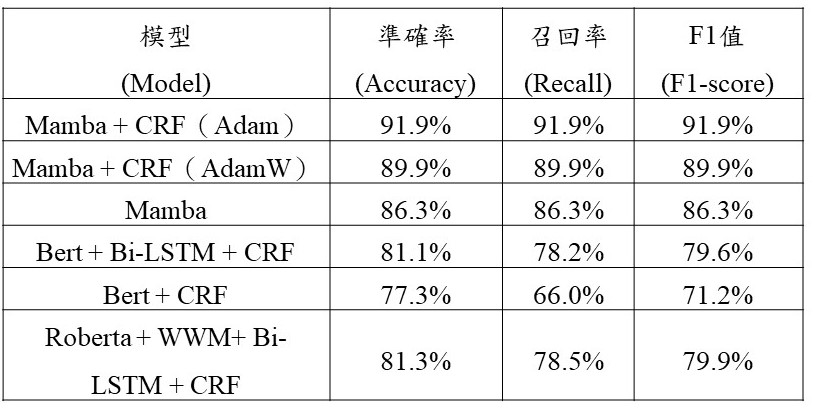 模型 準確率 召回率 F1值
(Model) (Accuracy) (Recall) (F1-score)
Mamba + CRF（Adam） 91.9% 91.9% 91.9%
Mamba + CRF（AdamW） 89.9% 89.9% 89.9%
Mamba 86.3% 86.3% 86.3%
Bert + Bi-LSTM + CRF 81.1% 78.2% 79.6%
Bert + CRF 77.3% 66.0% 71.2%
Roberta + WWM+ Bi-
LSTM + CRF 81.3% 78.5% 79.9%